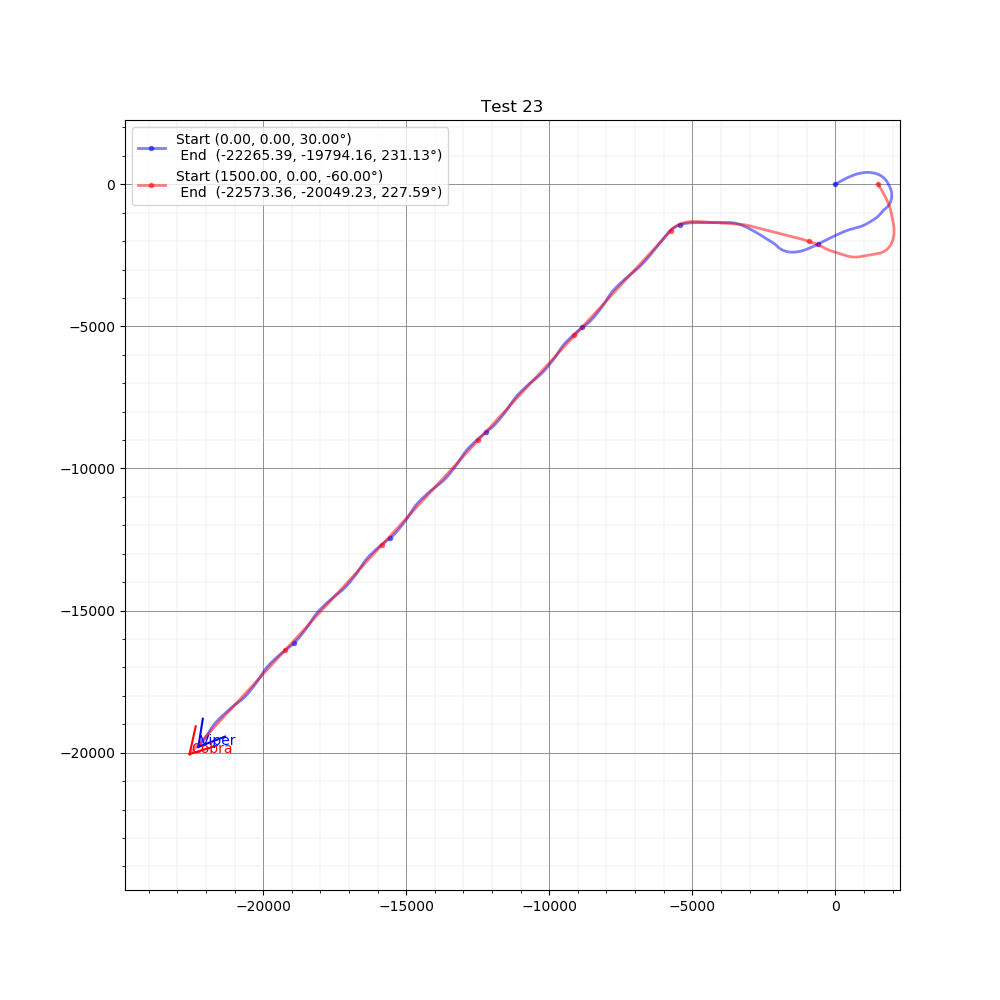 Test 23
Start (0.00, 0.00, 30.00°)
End  (-22265.39, -19794.16, 231.13°)
Start (1500.00, 0.00, -60.00°)
End  (-22573.36, -20049.23, 227.59°)
0
−5000
−10000
−15000
−20000
Viper
Cobra
−20000
−15000
−10000
−5000
0